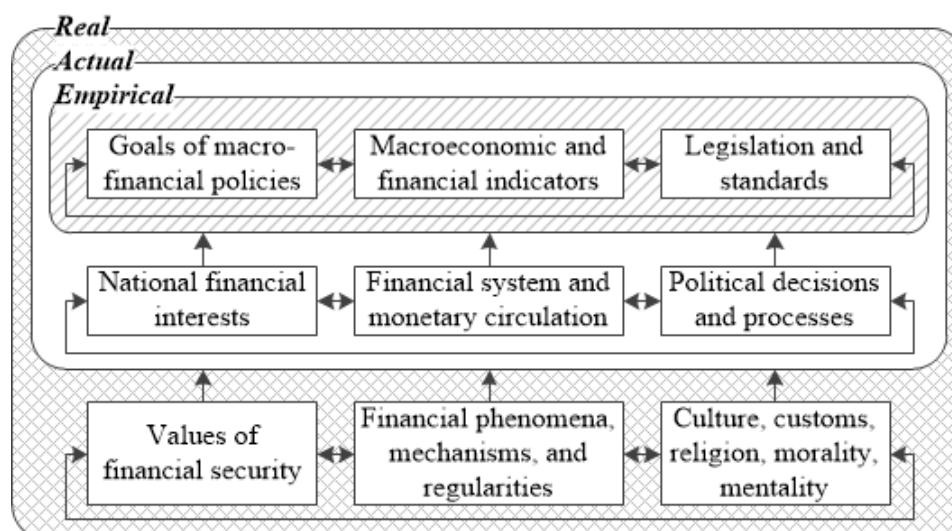 Real
Actual
Empirical
Goals of macro-
financial policies
Macroeconomic and
financial indicators
Legislation and
standards
National financial
interests
Financial system and
monetary circulation
Political decisions
and processes
Values of
financial security
Financial phenomena,
mechanisms, and
regularities
Culture, customs,
religion, morality,
mentality